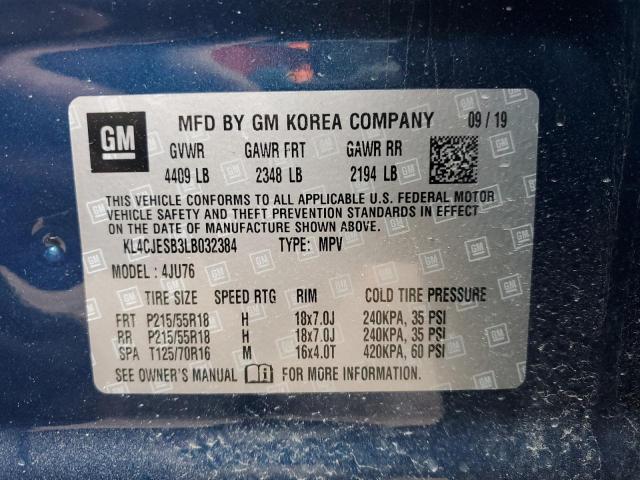 GM
MFD BY GM KOREA COMPANY 09 / 19
GVWR GAWR FRT GAWR RR
4409 LB 2348 LB 2194 LB
THIS VEHICLE CONFORMS TO ALL APPLICABLE U.S. FEDERAL MOTOR
VEHICLE SAFETY AND THEFT PREVENTION STANDARDS IN EFFECT
ON THE DATE OF MANUFACTURE SHOWN ABOVE.
KL4CJESB3LB032384 TYPE: MPV
MODEL : 4JU76
TIRE SIZE SPEED RTG RIM COLD TIRE PRESSURE
FRT P215/55R18 H 18x7.0J 240KPA, 35 PSI
RR P215/55R18 H 18x7.0J 240KPA, 35 PSI
SPA T125/70R16 M 16x4.0T 420KPA, 60 PSI
SEE OWNER'S MANUAL FOR MORE INFORMATION.